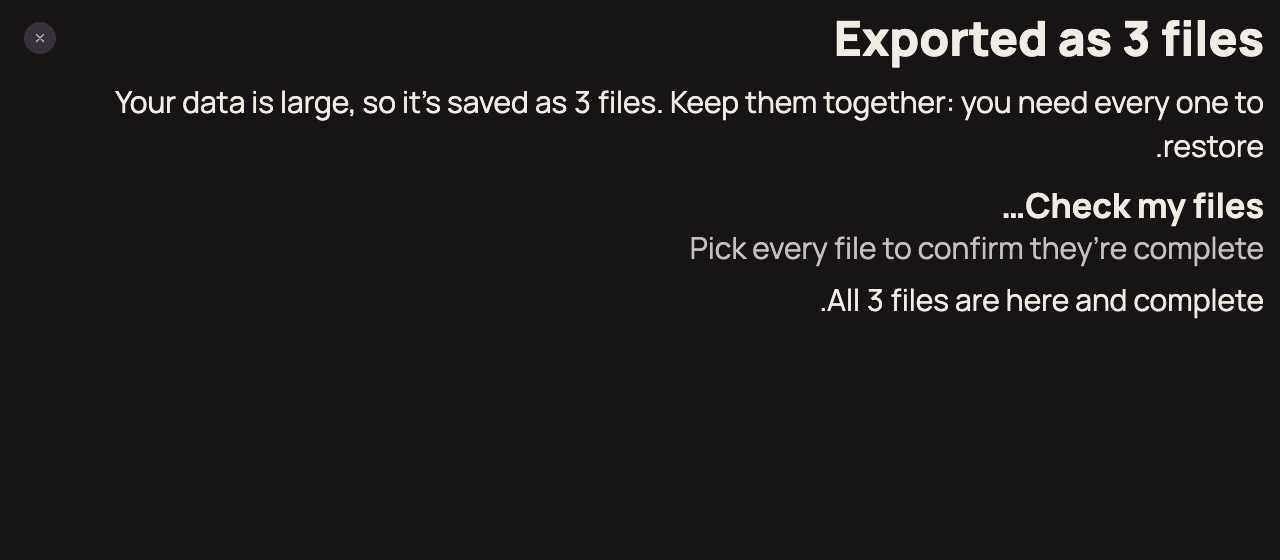 Exported as 3 files
Your data is large, so it’s saved as 3 files. Keep them together: you need every one to
.restore
…Check my files
Pick every file to confirm they’re complete
.All 3 files are here and complete